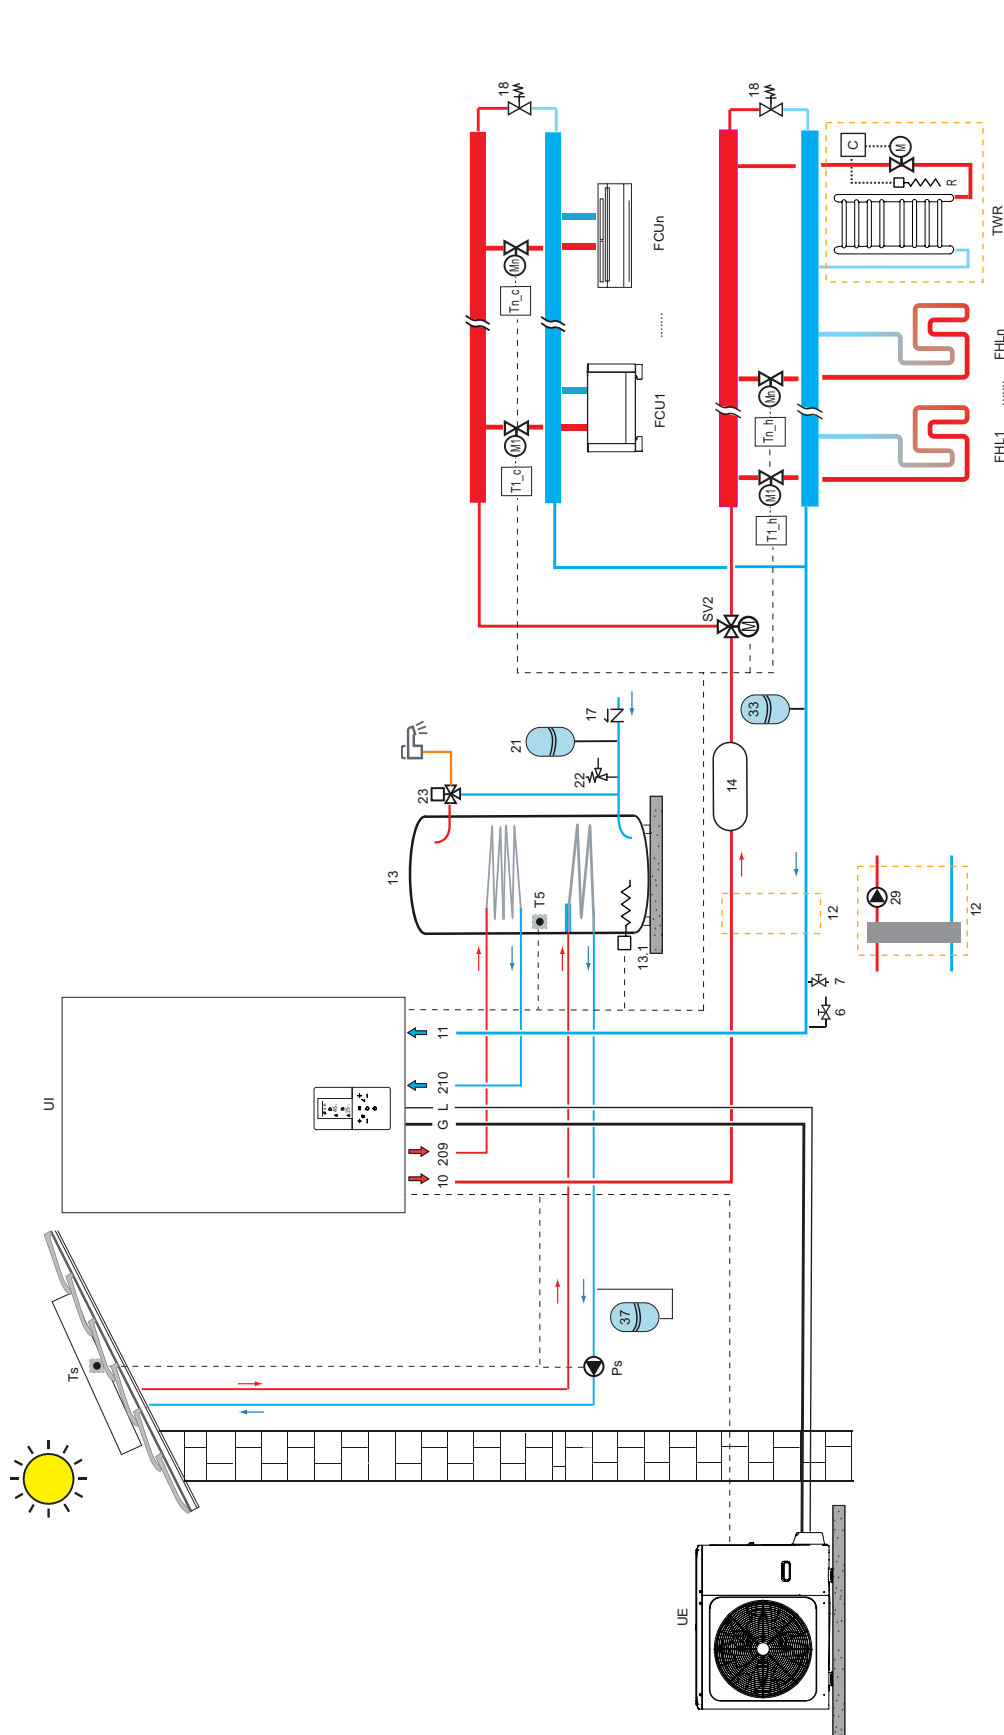 18
18
C
M
R
TWR
FCUn
Mn
Tn_c
........
FHLn
........
FCU1
M1
T1_c
Mn
Tn_h
M1
T1_h
FHL1
SV2
M
17
21
22
33
23
14
13
T5
13.1
12
29
12
7
6
UI
11
210
L
G
209
10
37
Ts
Ps
UE